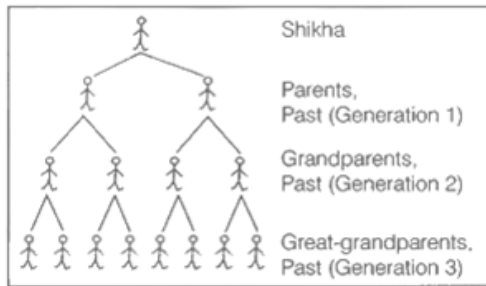 Shikha
Parents,
Past (Generation 1)
Grandparents,
Past (Generation 2)
Great-grandparents,
Past (Generation 3)